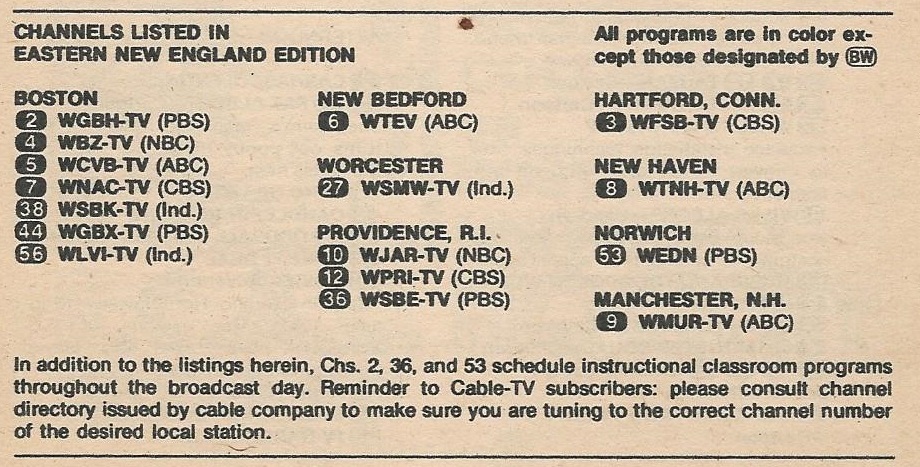 CHANNELS LISTED IN
EASTERN NEW ENGLAND EDITION
All programs are in color ex-
cept those designated by BW
BOSTON
2 WGBH-TV (PBS)
4 WBZ-TV (NBC)
5 WCVB-TV (ABC)
7 WNAC-TV (CBS)
38 WSBK-TV (Ind.)
44 WGBX-TV (PBS)
56 WLVI-TV (Ind.)
NEW BEDFORD
6 WTEV (ABC)
WORCESTER
27 WSMW-TV (Ind.)
PROVIDENCE, R.I.
10 WJAR-TV (NBC)
12 WPRI-TV (CBS)
36 WSBE-TV (PBS)
HARTFORD, CONN.
3 WFSB-TV (CBS)
NEW HAVEN
8 WTNH-TV (ABC)
NORWICH
53 WEDN (PBS)
MANCHESTER, N.H.
9 WMUR-TV (ABC)
In addition to the listings herein, Chs. 2, 36, and 53 schedule instructional classroom programs
throughout the broadcast day. Reminder to Cable-TV subscribers: please consult channel
directory issued by cable company to make sure you are tuning to the correct channel number
of the desired local station.